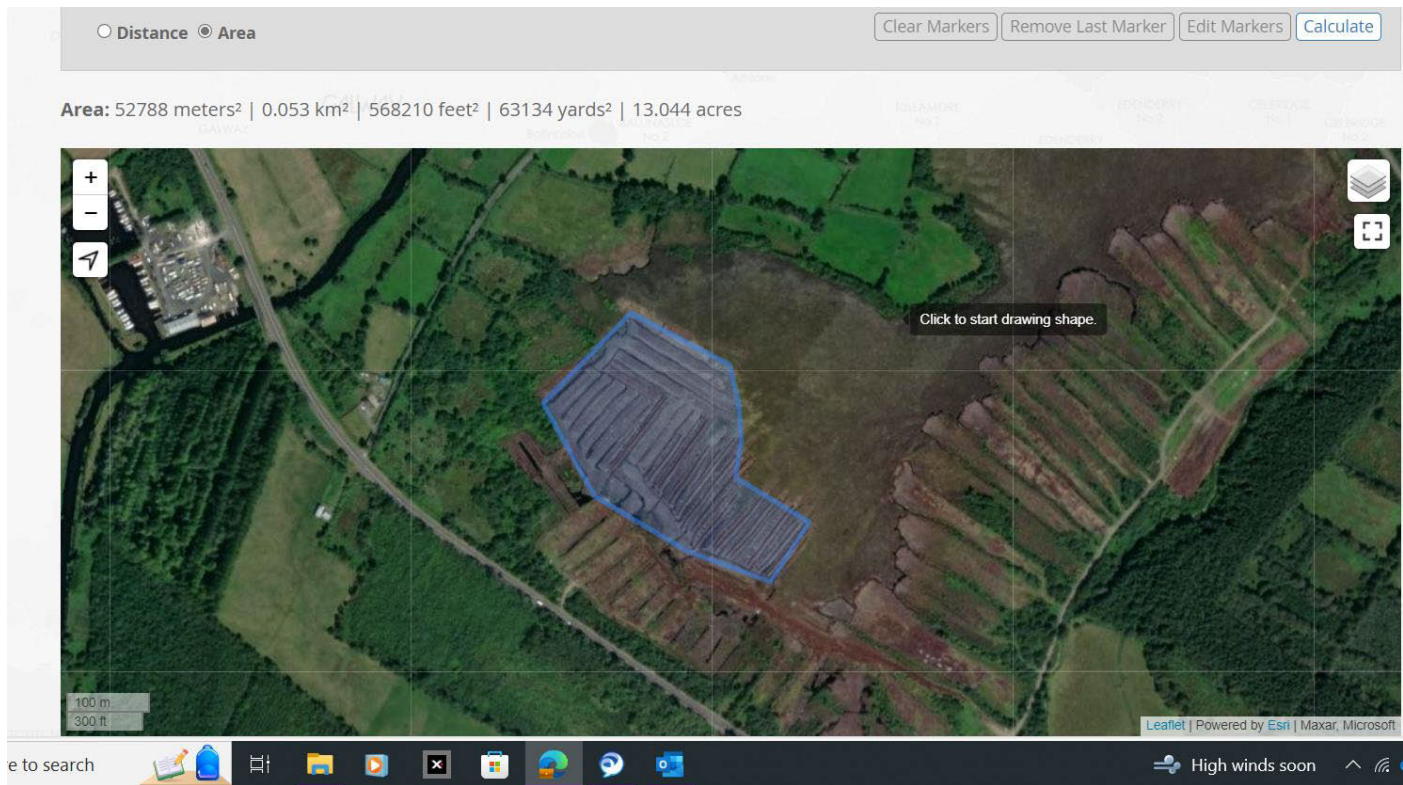 Distance Area
Clear Markers Remove Last Marker Edit Markers Calculate
Area: 52788 meters² | 0.053 km² | 568210 feet² | 63134 yards² | 13.044 acres
GALWAY
EDENDERRY
+
−
Click to start drawing shape.
100 m
300 ft
Leaflet | Powered by Esri | Maxar, Microsoft
e to search
High winds soon